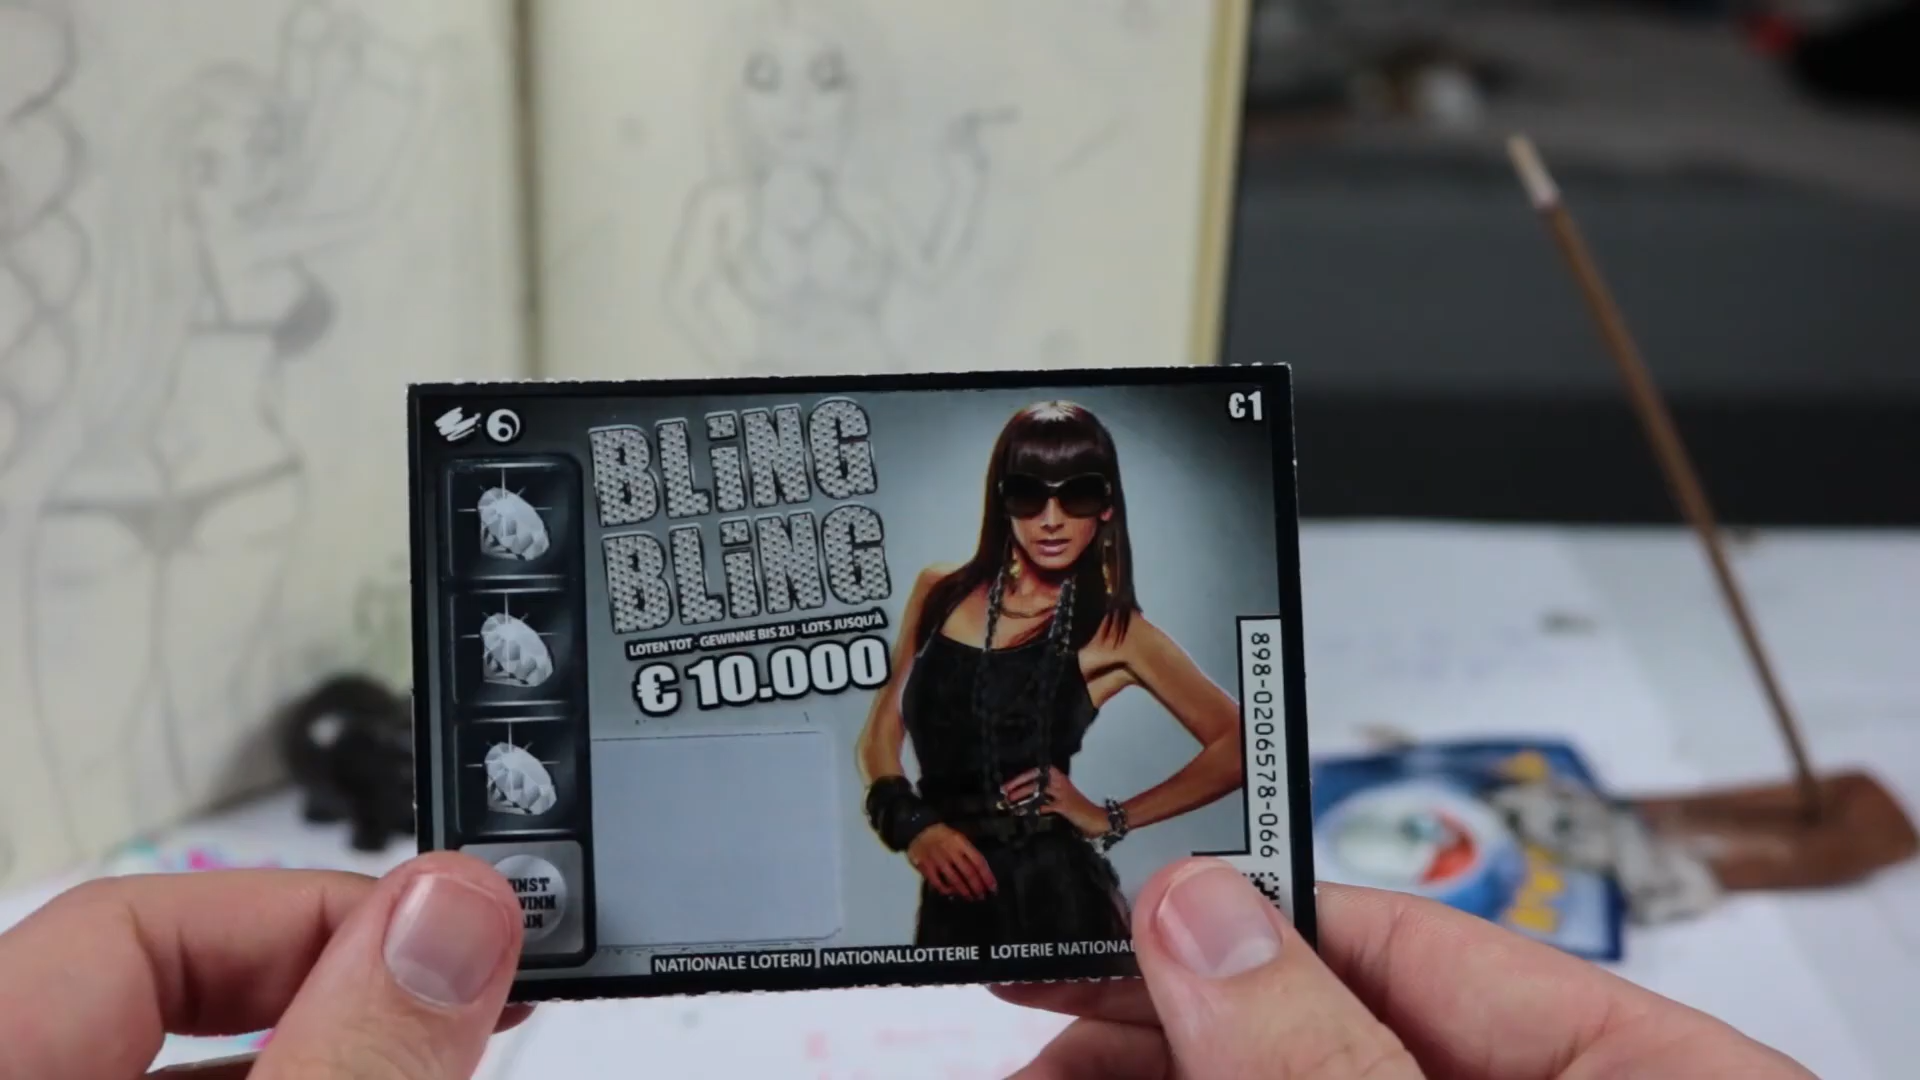 €1
BLiNG
BLiNG
LOTEN TOT - GEWINNE BIS ZU - LOTS JUSQU'À
€ 10.000
898-0206578-066
NATIONALE LOTERIJ | NATIONALLOTTERIE LOTERIE NATIONAL